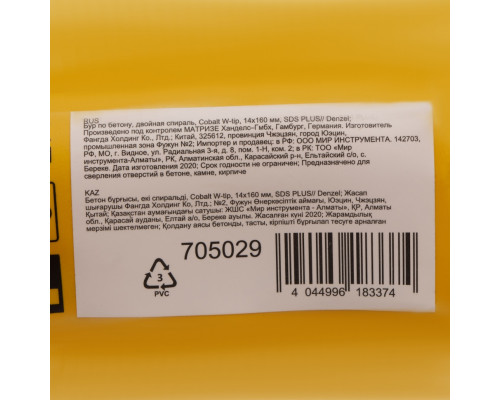 RUS
Бур по бетону, двойная спираль, Cobalt W-tip, 14x160 мм, SDS PLUS// Denzel;
Произведено под контролем МАТРИЗЕ Хандельс-Гмбх, Гамбург, Германия. Изготовитель
Фангда Холдинг Ко., Лтд.; Китай, 325612, провинция Чжэцзян, город Юэцин,
промышленная зона Фужун №2; Импортер и продавец: в РФ: ООО МИР ИНСТРУМЕНТА. 142703,
РФ, МО, г. Видное, ул. Радиальная 3-я, д. 8, пом. 1-Н, ком. 2; в РК: ТОО «Мир
инструмента-Алматы», РК, Алматинская обл., Карасайский р-н, Ельтайский с/о, с.
Береке. Дата изготовления 2020; Срок годности не ограничен; Предназначено для
сверления отверстий в бетоне, камне, кирпиче
KAZ
Бетон бұрғысы, екі спиральді, Cobalt W-tip, 14x160 мм, SDS PLUS// Denzel; Жасап
шығарушы Фангда Холдинг Ко., Лтд.; №2, Фужун Өнеркәсіптік аймағы, Юэцин, Чжэцзян,
Қытай; Қазақстан аумағындағы сатушы: ЖШС «Мир инструмента - Алматы», ҚР, Алматы
обл., Қарасай ауданы, Елтай а/о, Береке ауылы. Жасалған күні 2020; Жарамдылық
мерзімі шектелмеген; Қолдану аясы бетонды, тасты, кірпішті бұрғылап тесуге арналған
705029
3
PVC
4 044996 183374